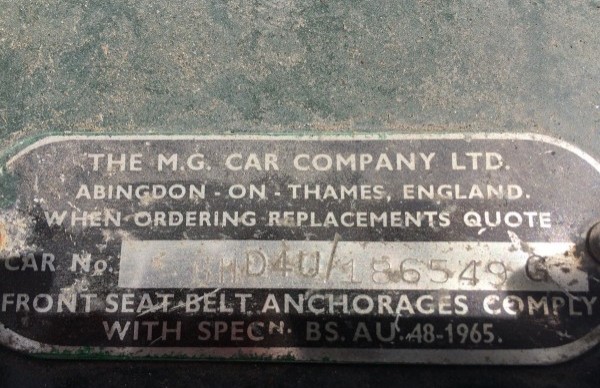 THE M.G. CAR COMPANY LTD.
ABINGDON - ON - THAMES, ENGLAND.
WHEN ORDERING REPLACEMENTS QUOTE
CAR No. GHD4U/186549 G
FRONT SEAT BELT ANCHORAGES COMPLY
WITH SPECN. BS. AU. 48-1965.